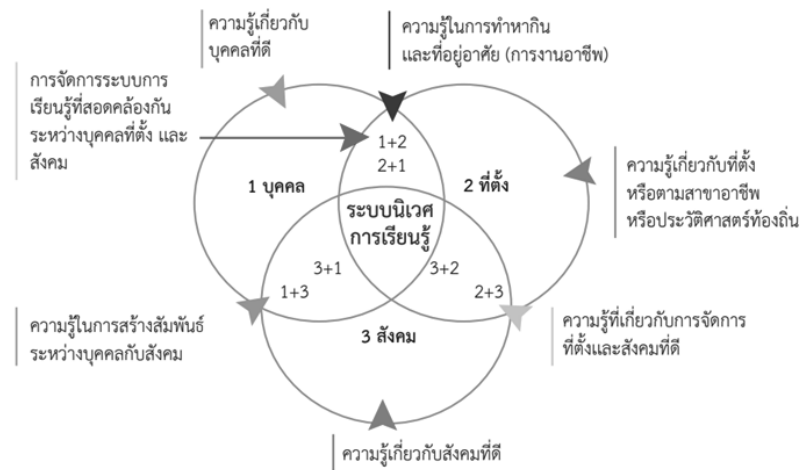 ความรู้เกี่ยวกับ
บุคคลที่ดี
ความรู้ในการทำหากิน
และที่อยู่อาศัย (การงานอาชีพ)
การจัดการระบบการ
เรียนรู้ที่สอดคล้องกัน
ระหว่างบุคคลที่ตั้ง และ
สังคม
1+2
2+1
1 บุคคล
2 ที่ตั้ง
ความรู้เกี่ยวกับที่ตั้ง
หรือตามสาขาอาชีพ
หรือประวัติศาสตร์ท้องถิ่น
ระบบนิเวศ
การเรียนรู้
3+1
3+2
1+3
2+3
ความรู้ในการสร้างสัมพันธ์
ระหว่างบุคคลกับสังคม
3 สังคม
ความรู้ที่เกี่ยวกับการจัดการ
ที่ตั้งและสังคมที่ดี
ความรู้เกี่ยวกับสังคมที่ดี